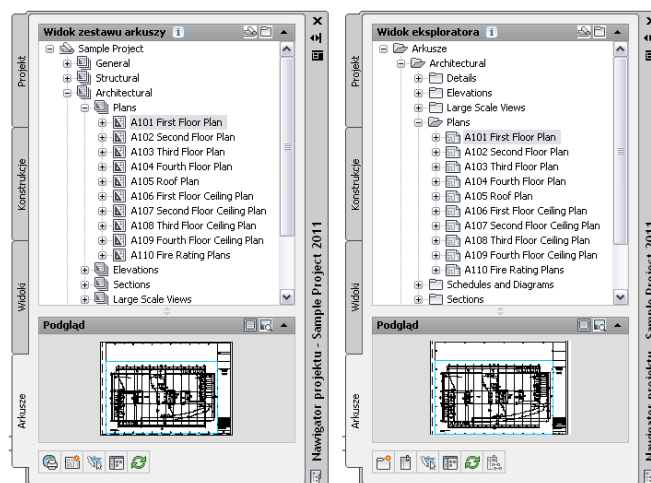 Widok zestawu arkuszy
Sample Project
General
Structural
Architectural
Plans
A101 First Floor Plan
A102 Second Floor Plan
A103 Third Floor Plan
A104 Fourth Floor Plan
A105 Roof Plan
A106 First Floor Ceiling Plan
A107 Second Floor Ceiling Plan
A108 Third Floor Ceiling Plan
A109 Fourth Floor Ceiling Plan
A110 Fire Rating Plans
Elevations
Sections
Large Scale Views
Podgląd
Projekt
Konstrukcje
Widoki
Arkusze
Nawigator projektu - Sample Project 2011
Widok eksploratora
Arkusze
Architectural
Details
Elevations
Large Scale Views
Plans
A101 First Floor Plan
A102 Second Floor Plan
A103 Third Floor Plan
A104 Fourth Floor Plan
A105 Roof Plan
A106 First Floor Ceiling Plan
A107 Second Floor Ceiling Plan
A108 Third Floor Ceiling Plan
A109 Fourth Floor Ceiling Plan
A110 Fire Rating Plans
Schedules and Diagrams
Sections
Podgląd
Projekt
Konstrukcje
Widoki
Arkusze
Nawigator projektu - Sample Project 2011